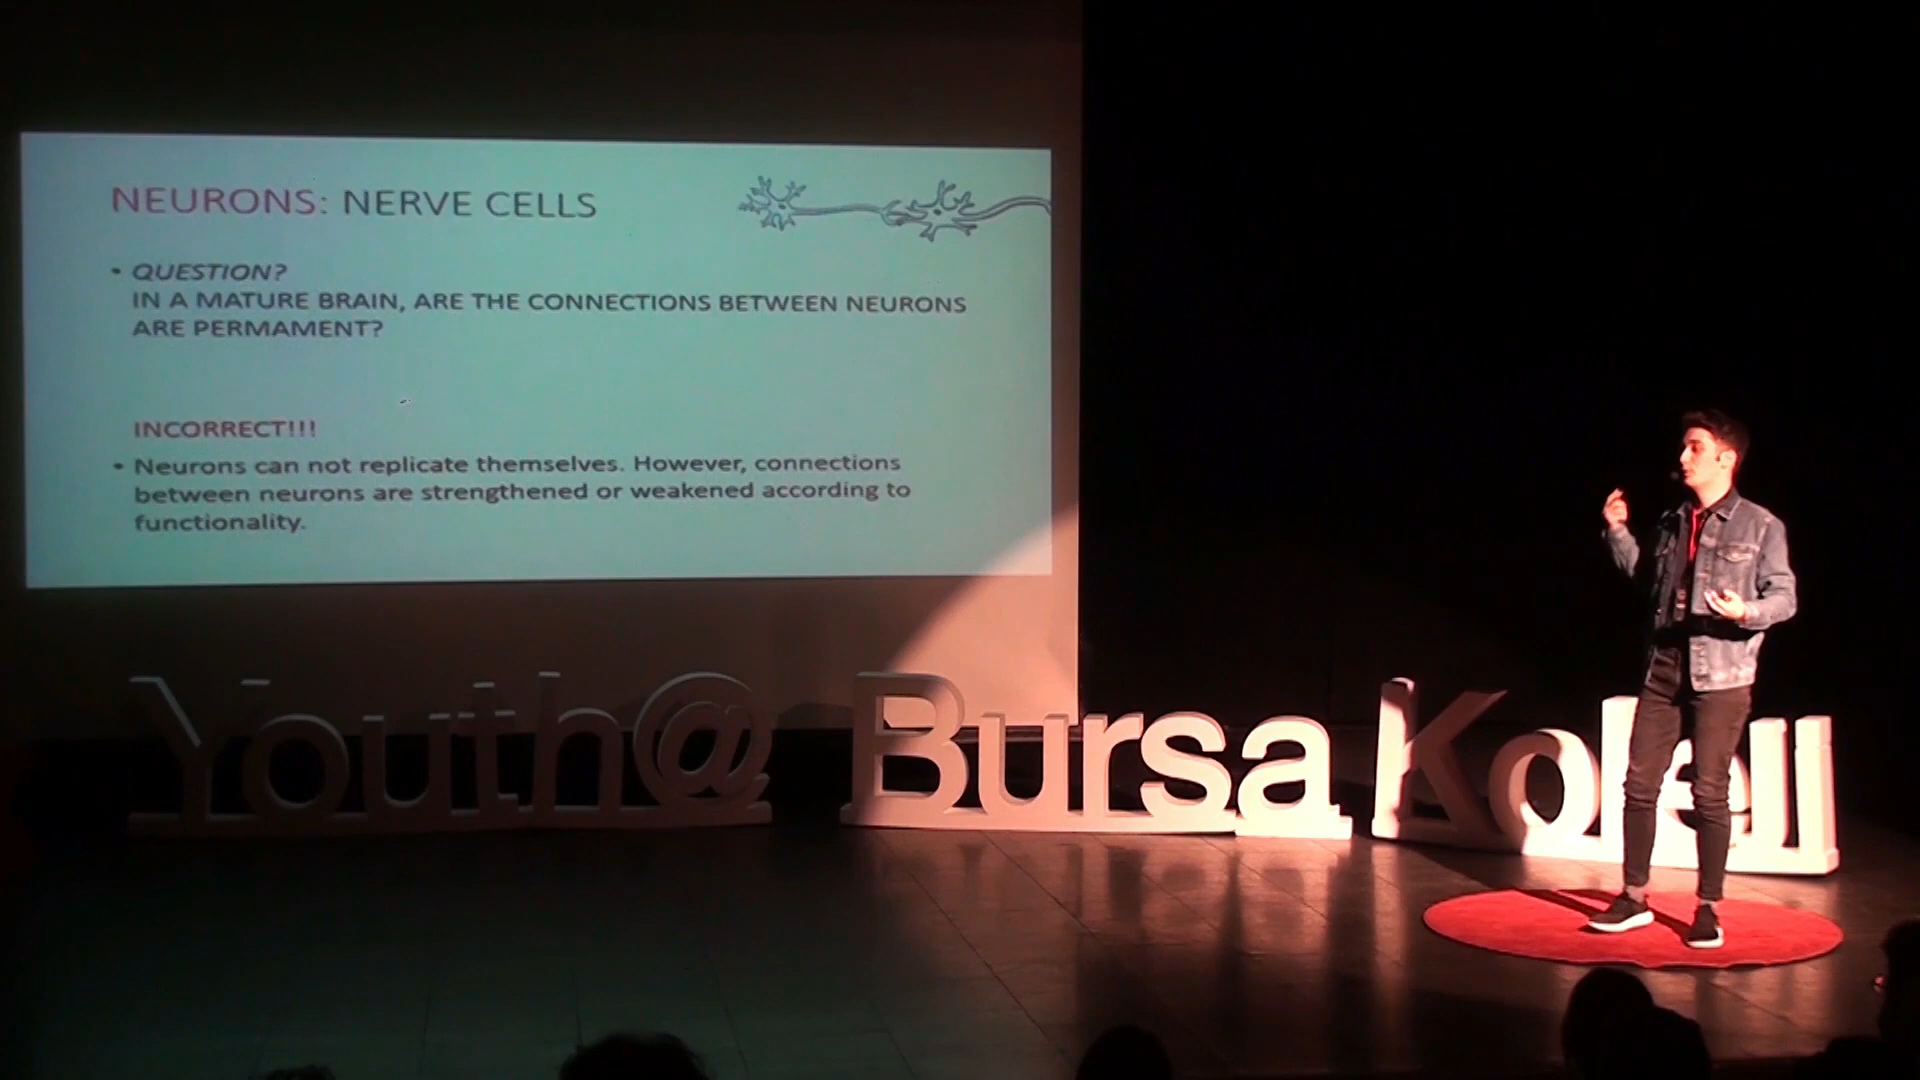 NEURONS: NERVE CELLS
• QUESTION?
IN A MATURE BRAIN, ARE THE CONNECTIONS BETWEEN NEURONS
ARE PERMAMENT?
INCORRECT!!!
• Neurons can not replicate themselves. However, connections
between neurons are strengthened or weakened according to
functionality.
Youth@ Bursa Koleji